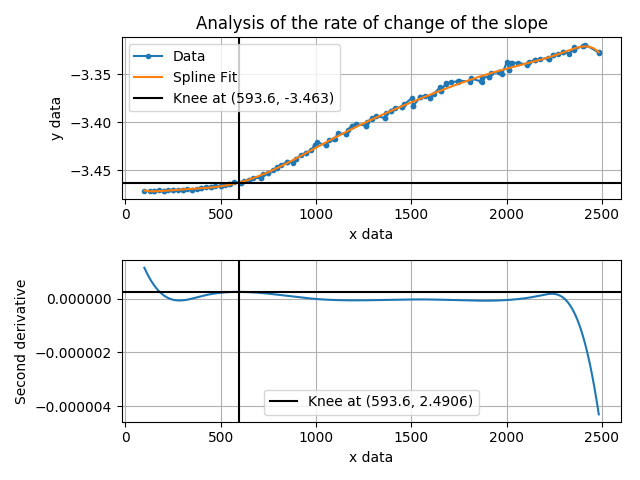 Analysis of the rate of change of the slope
Data
Spline Fit
Knee at (593.6, -3.463)
−3.35
−3.40
−3.45
y data
0 500 1000 1500 2000 2500
x data
0.000000
−0.000002
−0.000004
Second derivative
Knee at (593.6, 2.4906)
0 500 1000 1500 2000 2500
x data